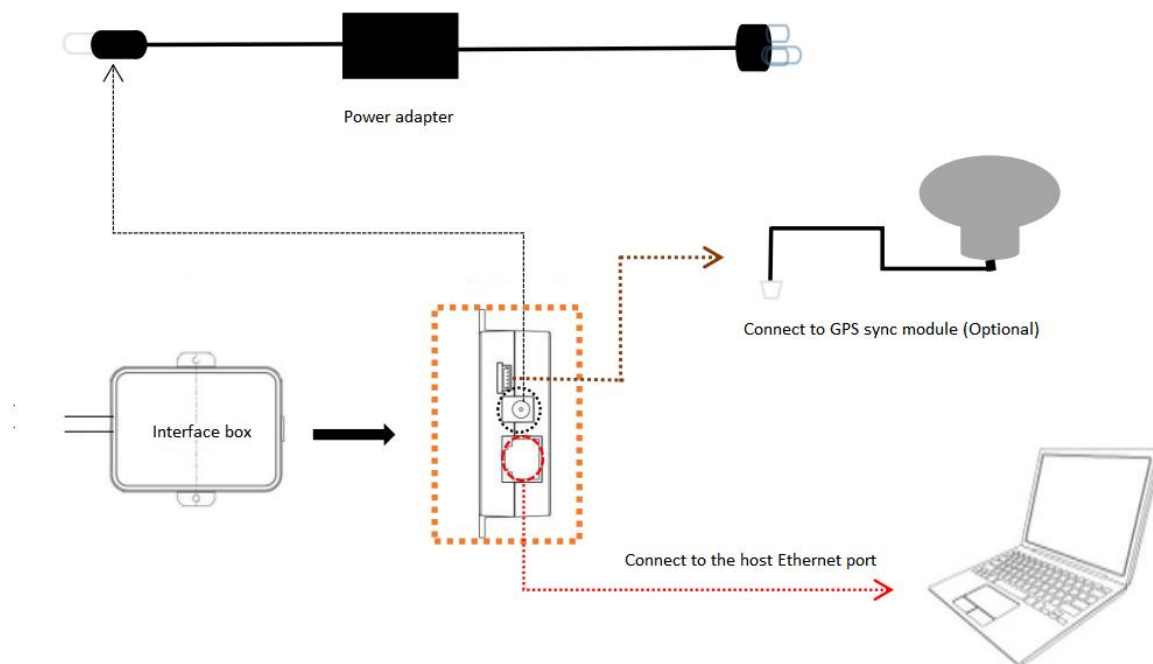 Power adapter
Connect to GPS sync module (Optional)
Interface box
Connect to the host Ethernet port